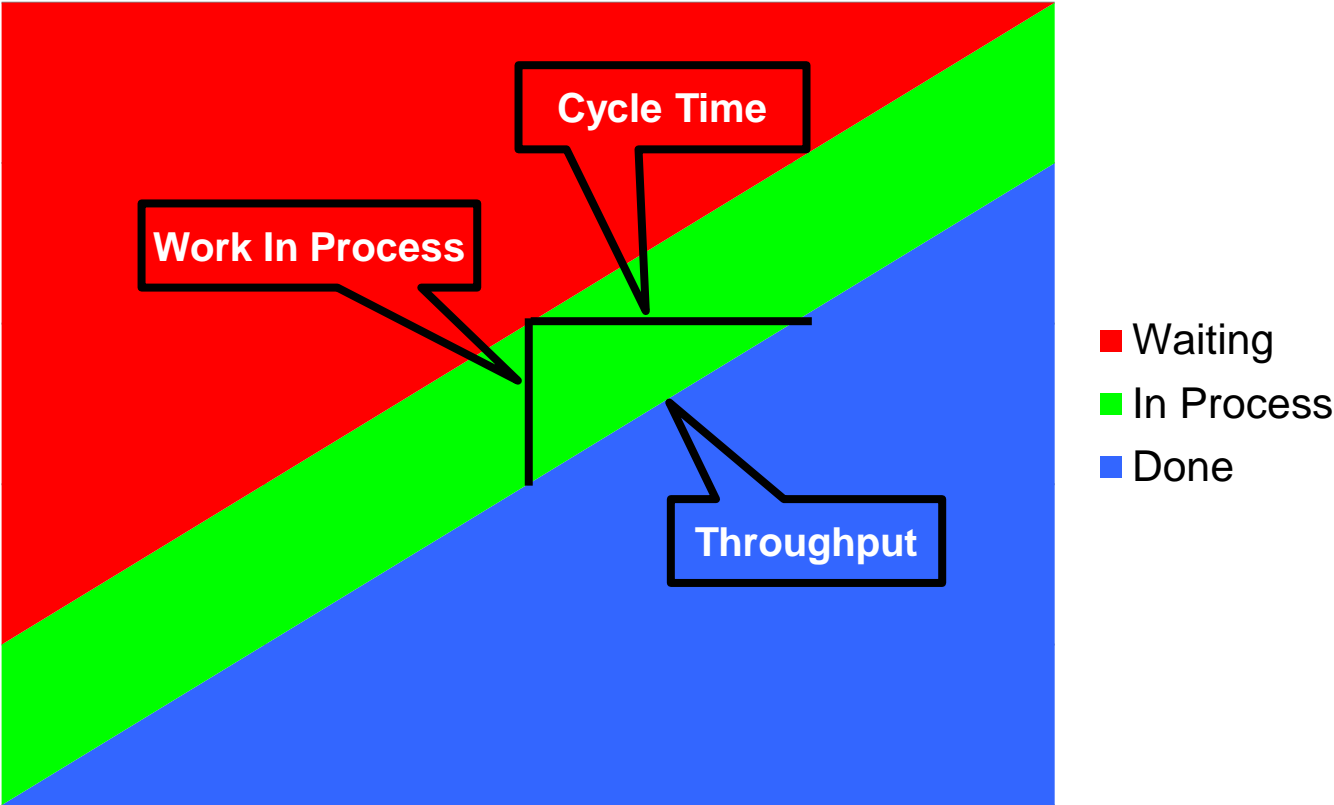 Cycle Time
Work In Process
Throughput
Waiting
In Process
Done